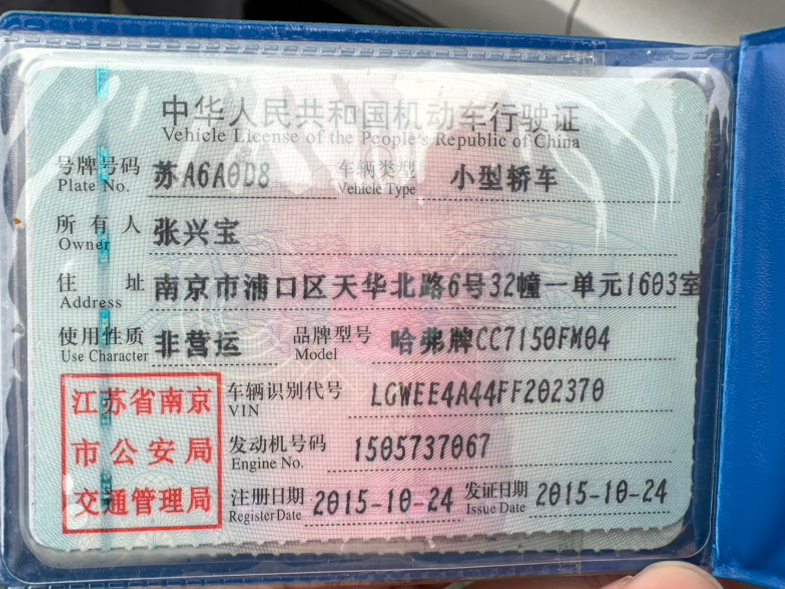 中华人民共和国机动车行驶证
Vehicle License of the People's Republic of China
号牌号码 Plate No. 苏A6A0D8 车辆类型 Vehicle Type 小型轿车
所有人 Owner 张兴宝
住址 Address 南京市浦口区天华北路6号32幢一单元1603室
使用性质 Use Character 非营运 品牌型号 Model 哈弗牌CC7150FM04
江苏省南京
市公安局
交通管理局
车辆识别代号 VIN LGWEE4A44FF202370
发动机号码 Engine No. 1505737067
注册日期 Register Date 2015-10-24 发证日期 Issue Date 2015-10-24